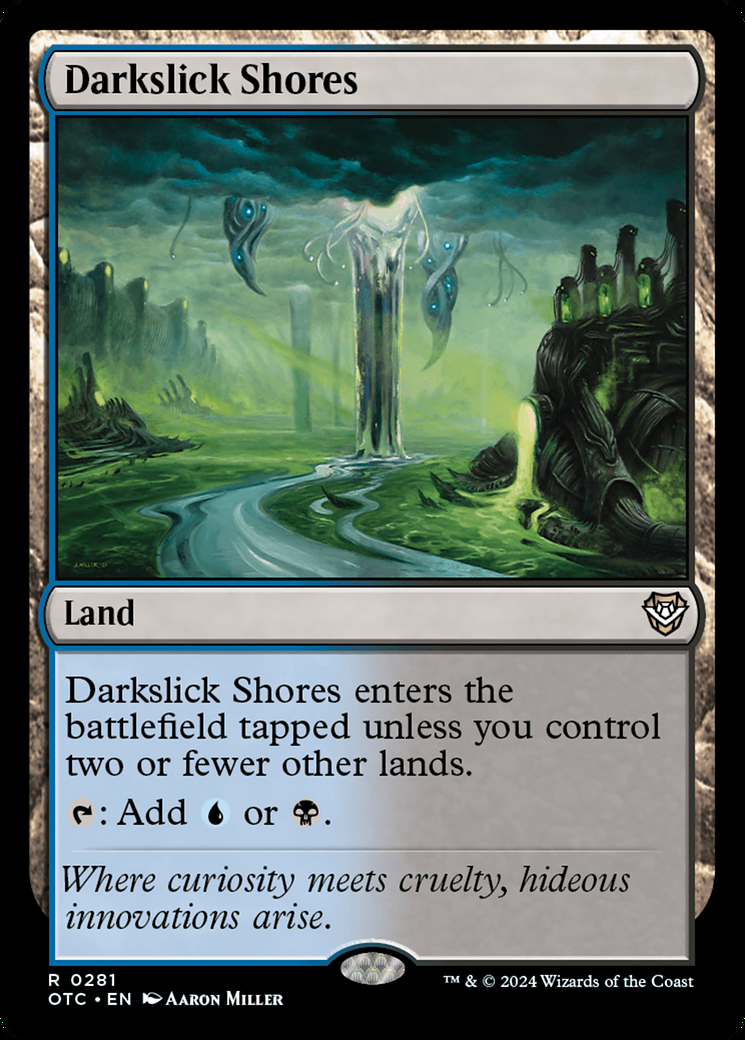 Darkslick Shores
Land
Darkslick Shores enters the
battlefield tapped unless you control
two or fewer other lands.
: Add or .
Where curiosity meets cruelty, hideous
innovations arise.
R 0281
OTC • EN AARON MILLER
™ & © 2024 Wizards of the Coast